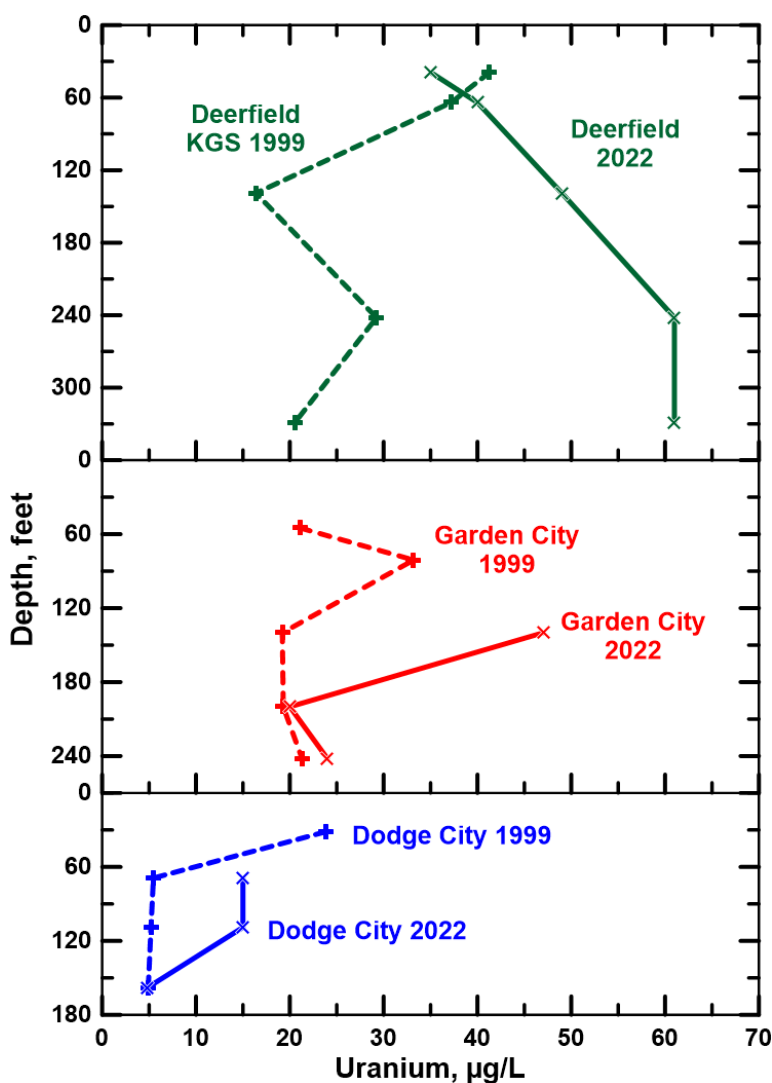 0
60
120
180
240
300
0
60
120
180
240
0
60
120
180
Depth, feet
Deerfield
KGS 1999
Deerfield
2022
Garden City
1999
Garden City
2022
Dodge City 1999
Dodge City 2022
0 10 20 30 40 50 60 70
Uranium, µg/L